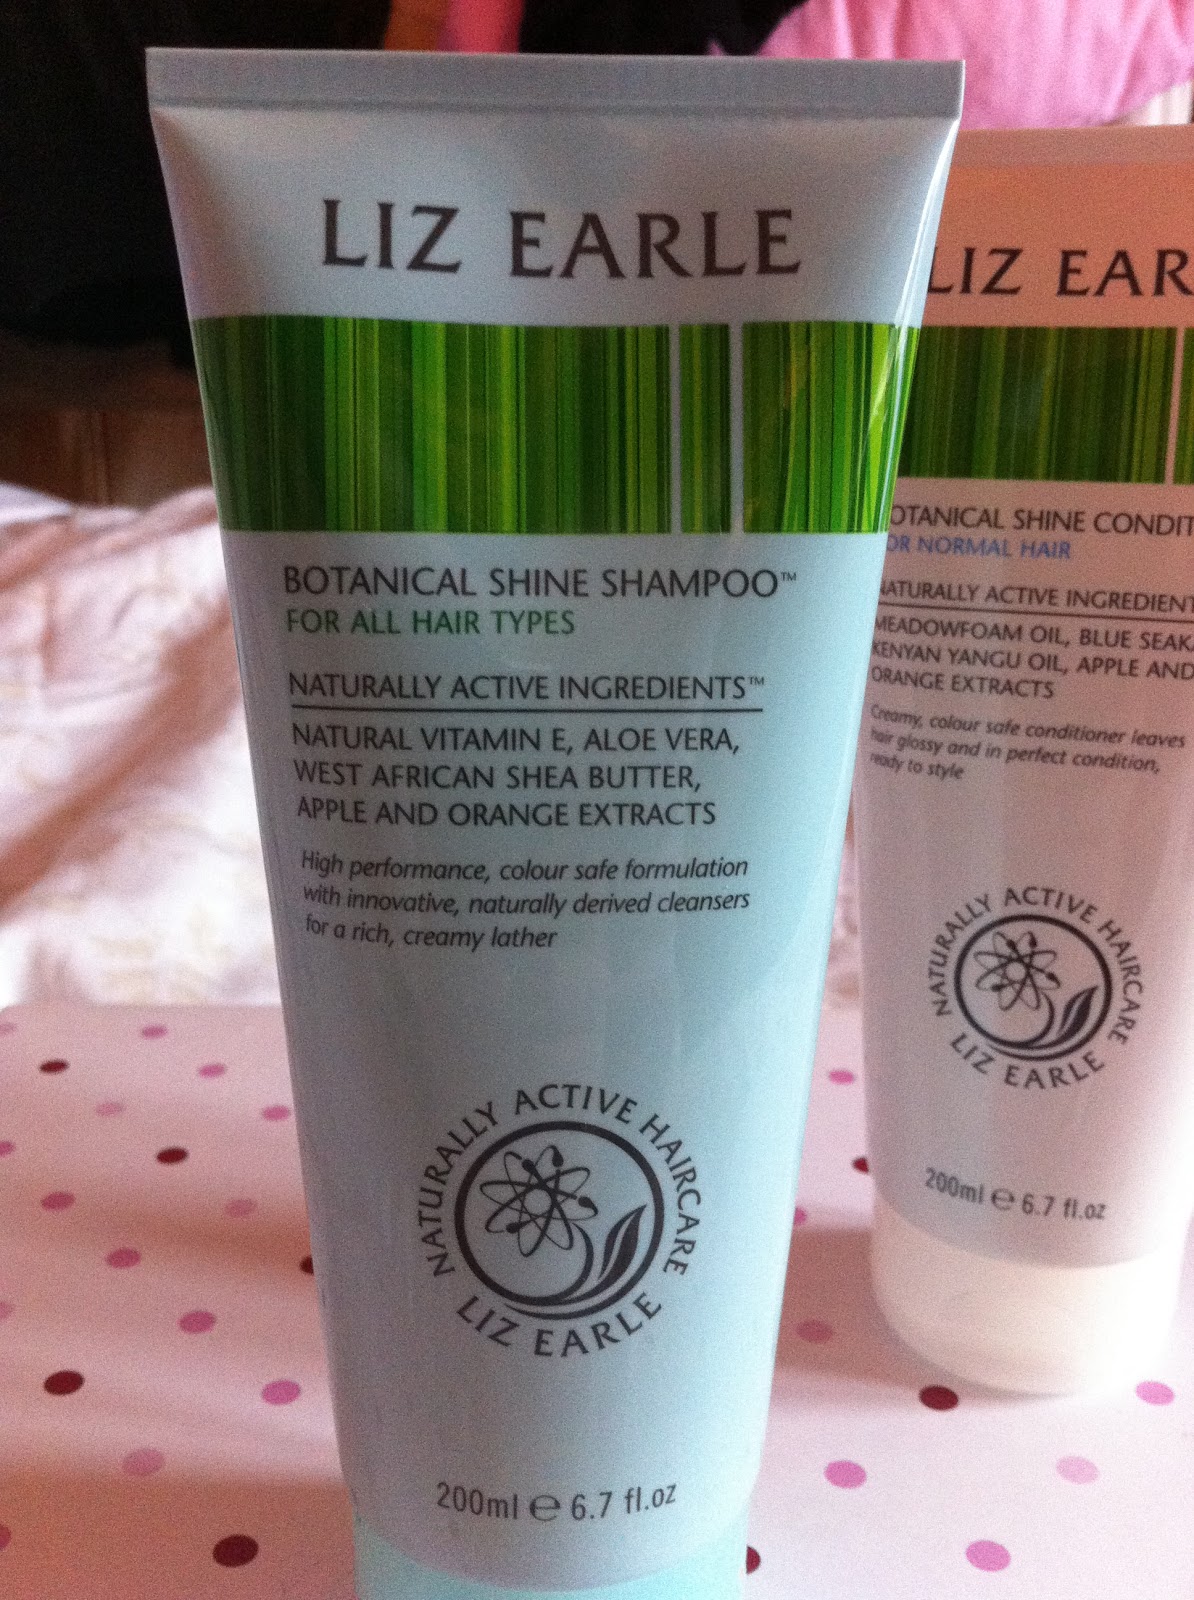 LIZ EARLE
BOTANICAL SHINE SHAMPOO™
FOR ALL HAIR TYPES
NATURALLY ACTIVE INGREDIENTS™
NATURAL VITAMIN E, ALOE VERA,
WEST AFRICAN SHEA BUTTER,
APPLE AND ORANGE EXTRACTS
High performance, colour safe formulation
with innovative, naturally derived cleansers
for a rich, creamy lather
NATURALLY ACTIVE HAIRCARE
LIZ EARLE
200ml e 6.7 fl.oz
LIZ EAR
OTANICAL SHINE CONDIT
OR NORMAL HAIR
NATURALLY ACTIVE INGREDIENT
MEADOWFOAM OIL, BLUE SEAK
KENYAN YANGU OIL, APPLE AND
ORANGE EXTRACTS
Creamy, colour safe conditioner leaves
hair glossy and in perfect condition,
ready to style
NATURALLY ACTIVE HAIRCARE
LIZ EARLE
200ml e 6.7 fl.oz